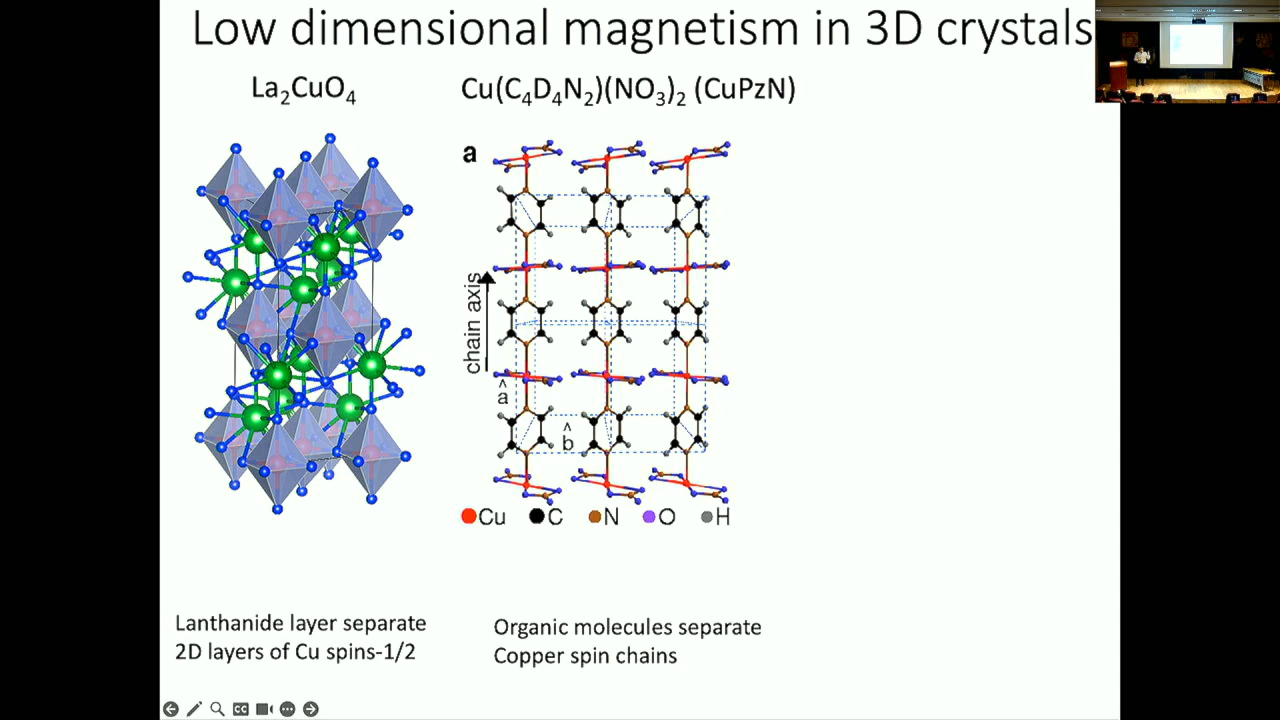 Low dimensional magnetism in 3D crystals
La₂CuO₄
Cu(C₄D₄N₂)(NO₃)₂ (CuPzN)
a
chain axis
^
a
^
b
Cu C N O H
Lanthanide layer separate
2D layers of Cu spins-1/2
Organic molecules separate
Copper spin chains
CC